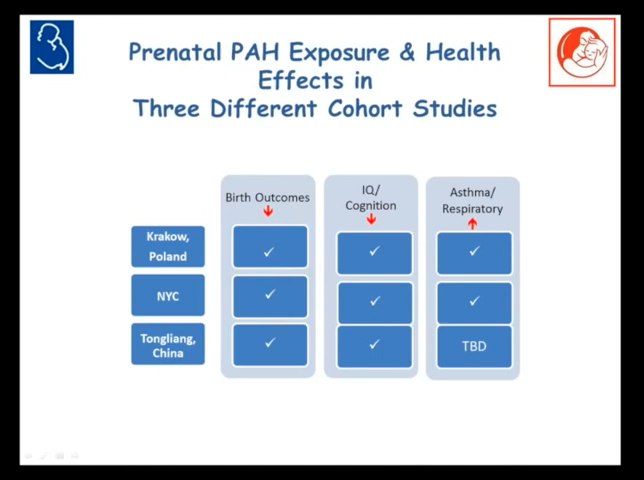 Prenatal PAH Exposure & Health
Effects in
Three Different Cohort Studies
Birth Outcomes
IQ/
Cognition
Asthma/
Respiratory
Krakow,
Poland
✓ ✓ ✓
NYC
✓ ✓ ✓
Tongliang,
China
✓ ✓ TBD